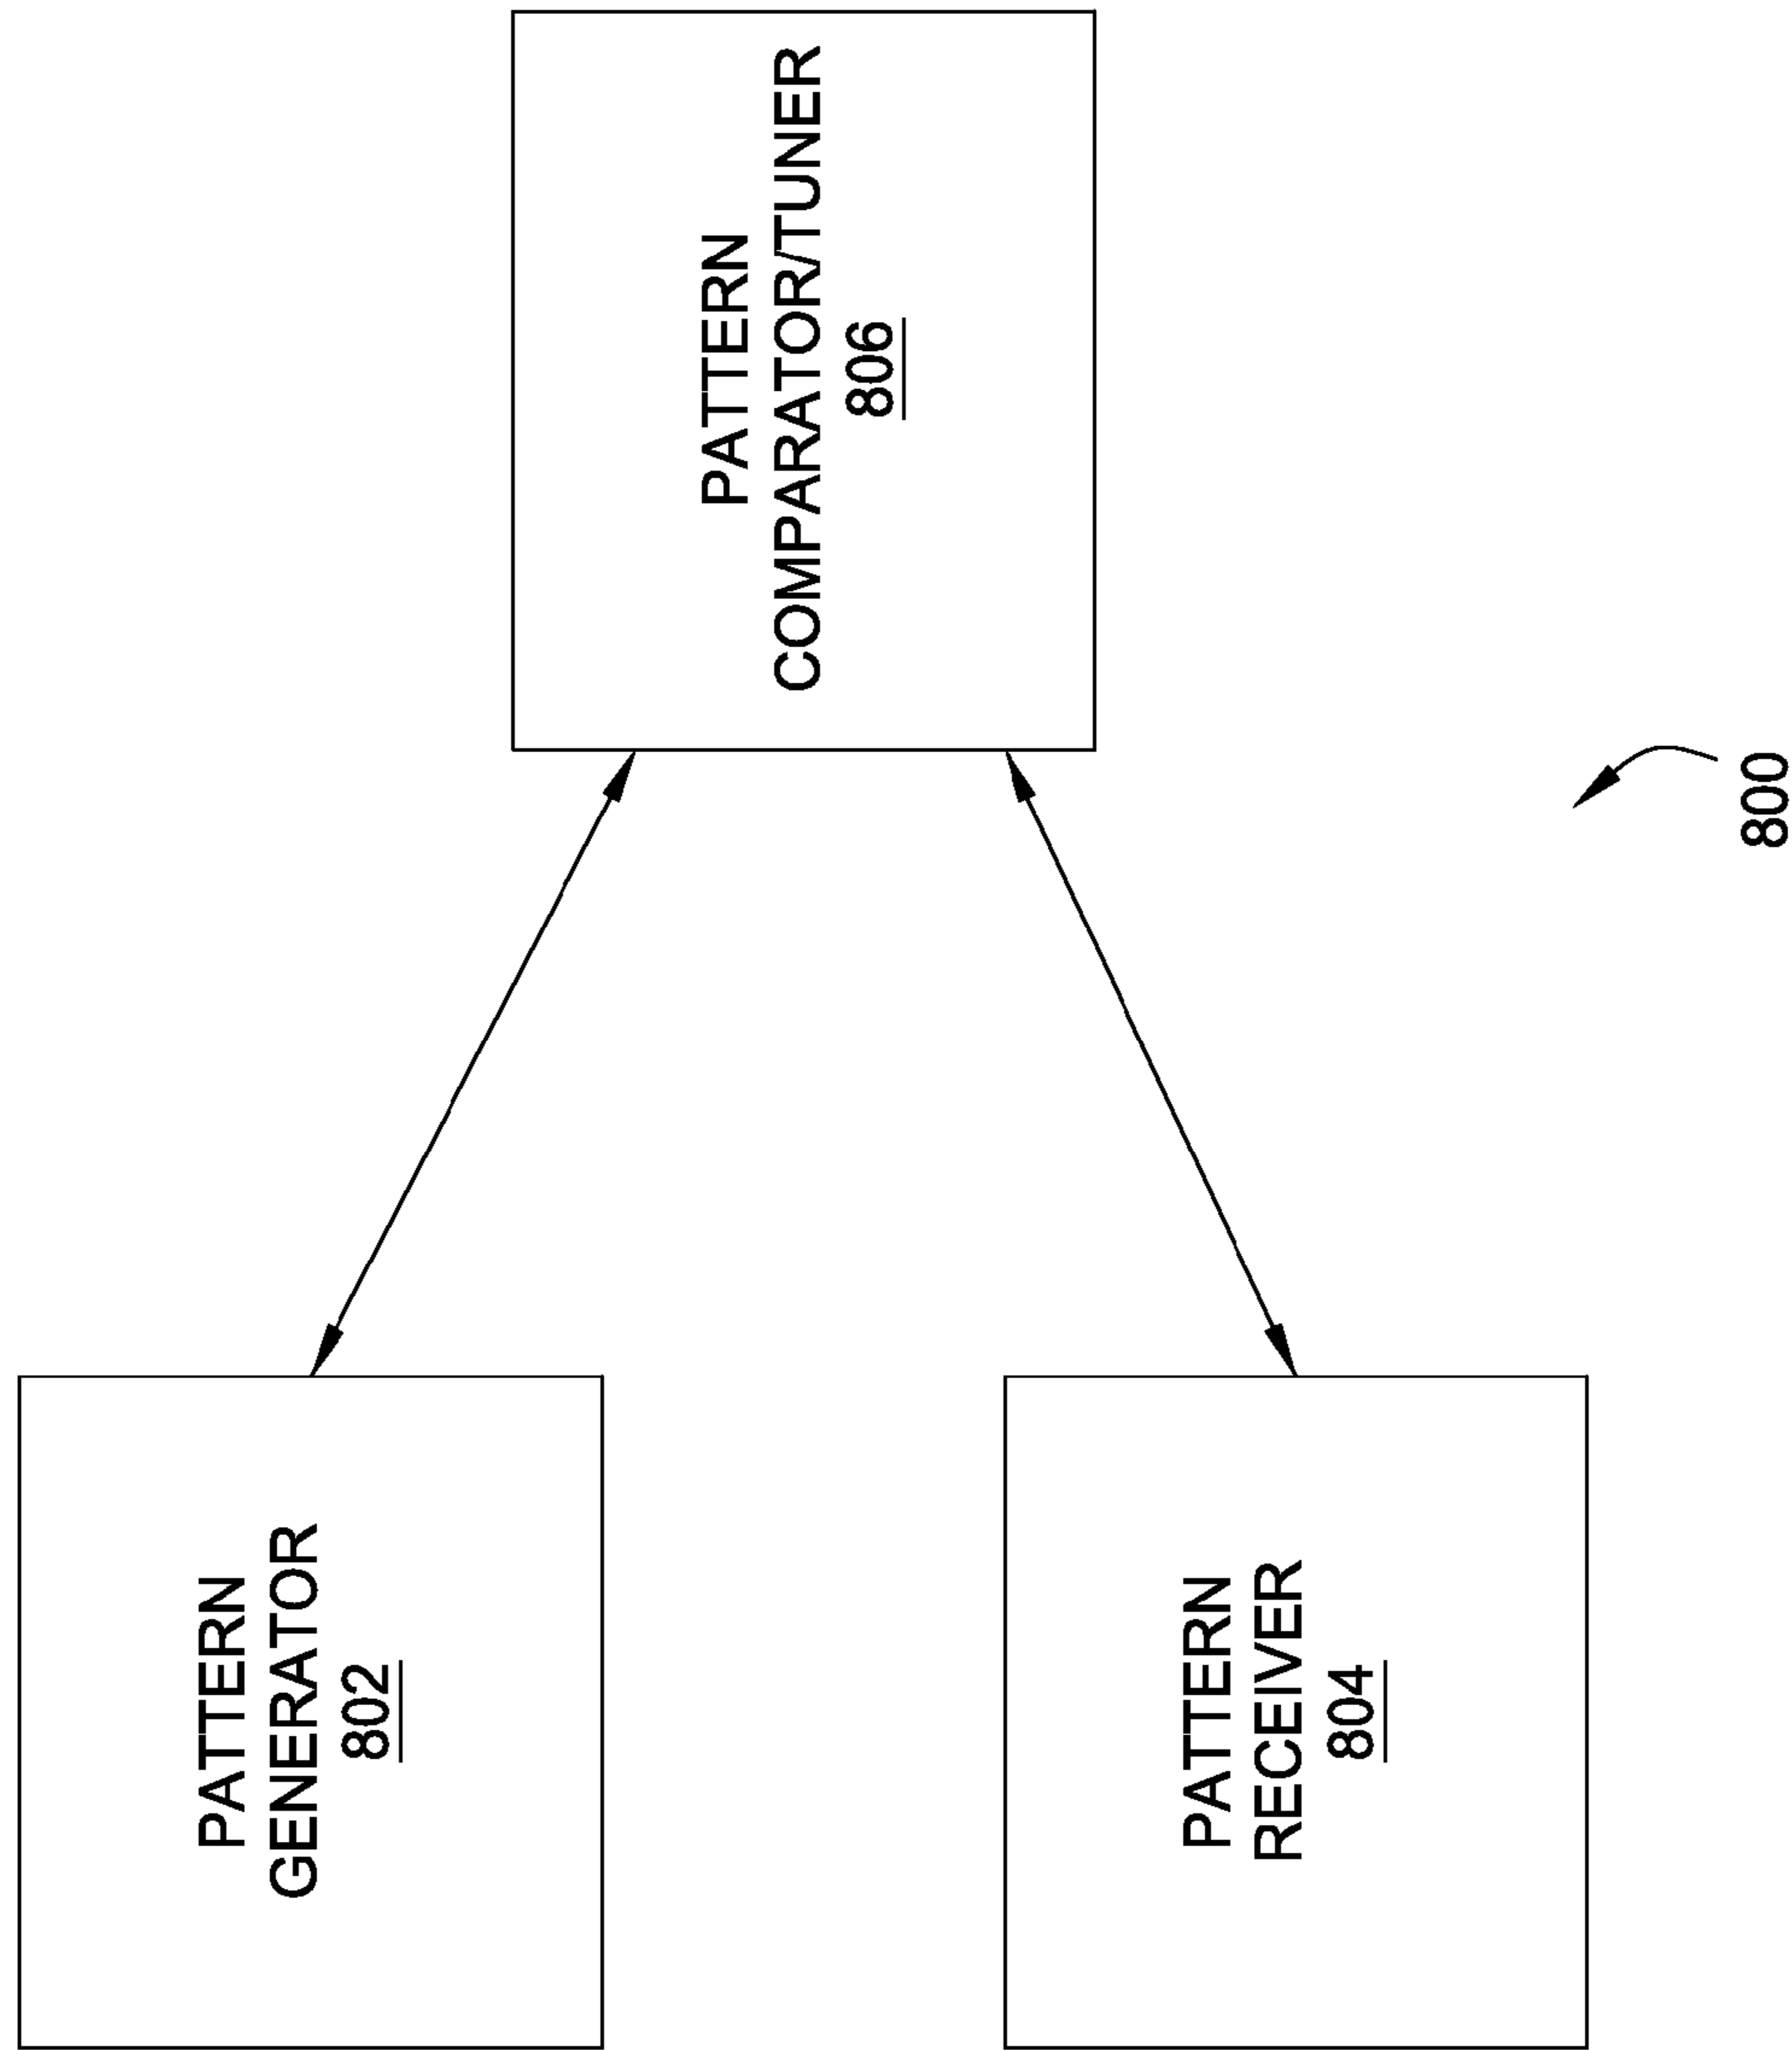 PATTERN
GENERATOR
802
PATTERN
RECEIVER
804
PATTERN
COMPARATOR/TUNER
806
800